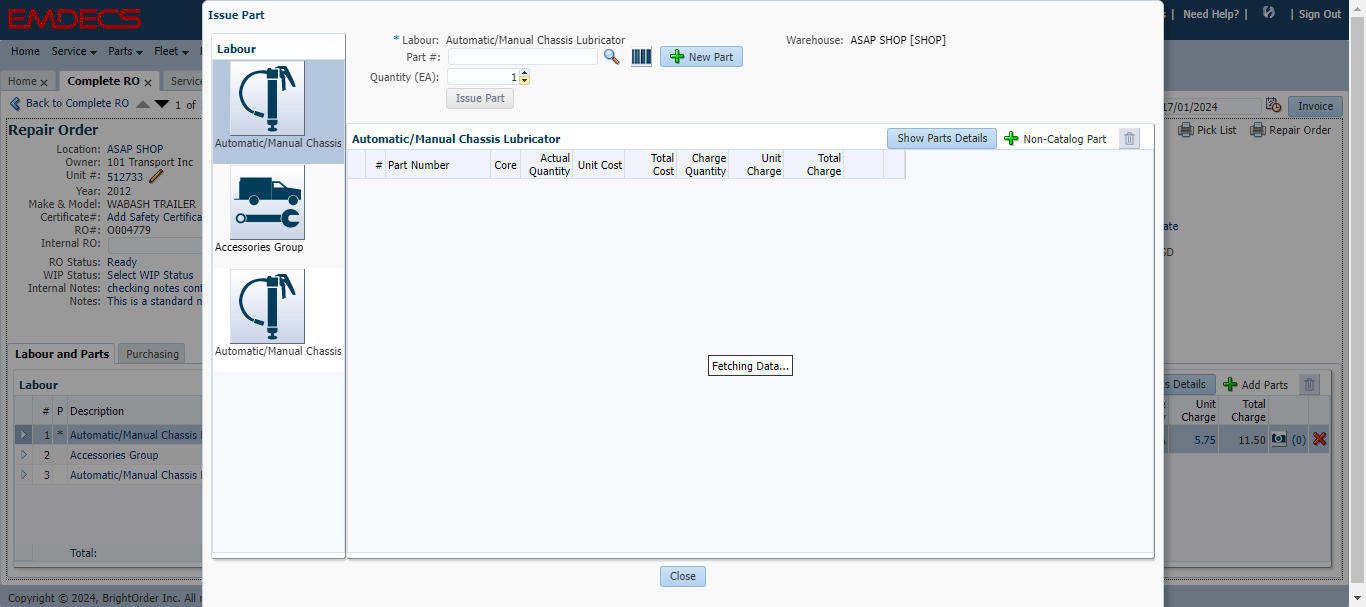 EMDECS
Need Help? |
| Sign Out
Home Service Parts Fleet
Home x
Complete RO x
Service
Back to Complete RO
1 of
17/01/2024
Invoice
Pick List
Repair Order
Repair Order
Location: ASAP SHOP
Owner: 101 Transport Inc
Unit #: 512733
Year: 2012
Make & Model: WABASH TRAILER
Certificate#: Add Safety Certifica
RO#: O004779
Internal RO:
RO Status: Ready
WIP Status: Select WIP Status
Internal Notes: checking notes cont
Notes: This is a standard n
Labour and Parts
Purchasing
Labour
# P Description
1 * Automatic/Manual Chassis
2 Accessories Group
3 Automatic/Manual Chassis
Total:
Copyright © 2024, BrightOrder Inc. All
Issue Part
Labour
Automatic/Manual Chassis
Accessories Group
Automatic/Manual Chassis
* Labour: Automatic/Manual Chassis Lubricator
Warehouse: ASAP SHOP [SHOP]
Part #:
New Part
Quantity (EA): 1
Issue Part
Automatic/Manual Chassis Lubricator
Show Parts Details
Non-Catalog Part
# Part Number Core Actual Quantity Unit Cost Total Cost Charge Quantity Unit Charge Total Charge
Fetching Data...
Close
ate
SD
s Details
Add Parts
Unit Charge Total Charge
5.75 11.50 (0)